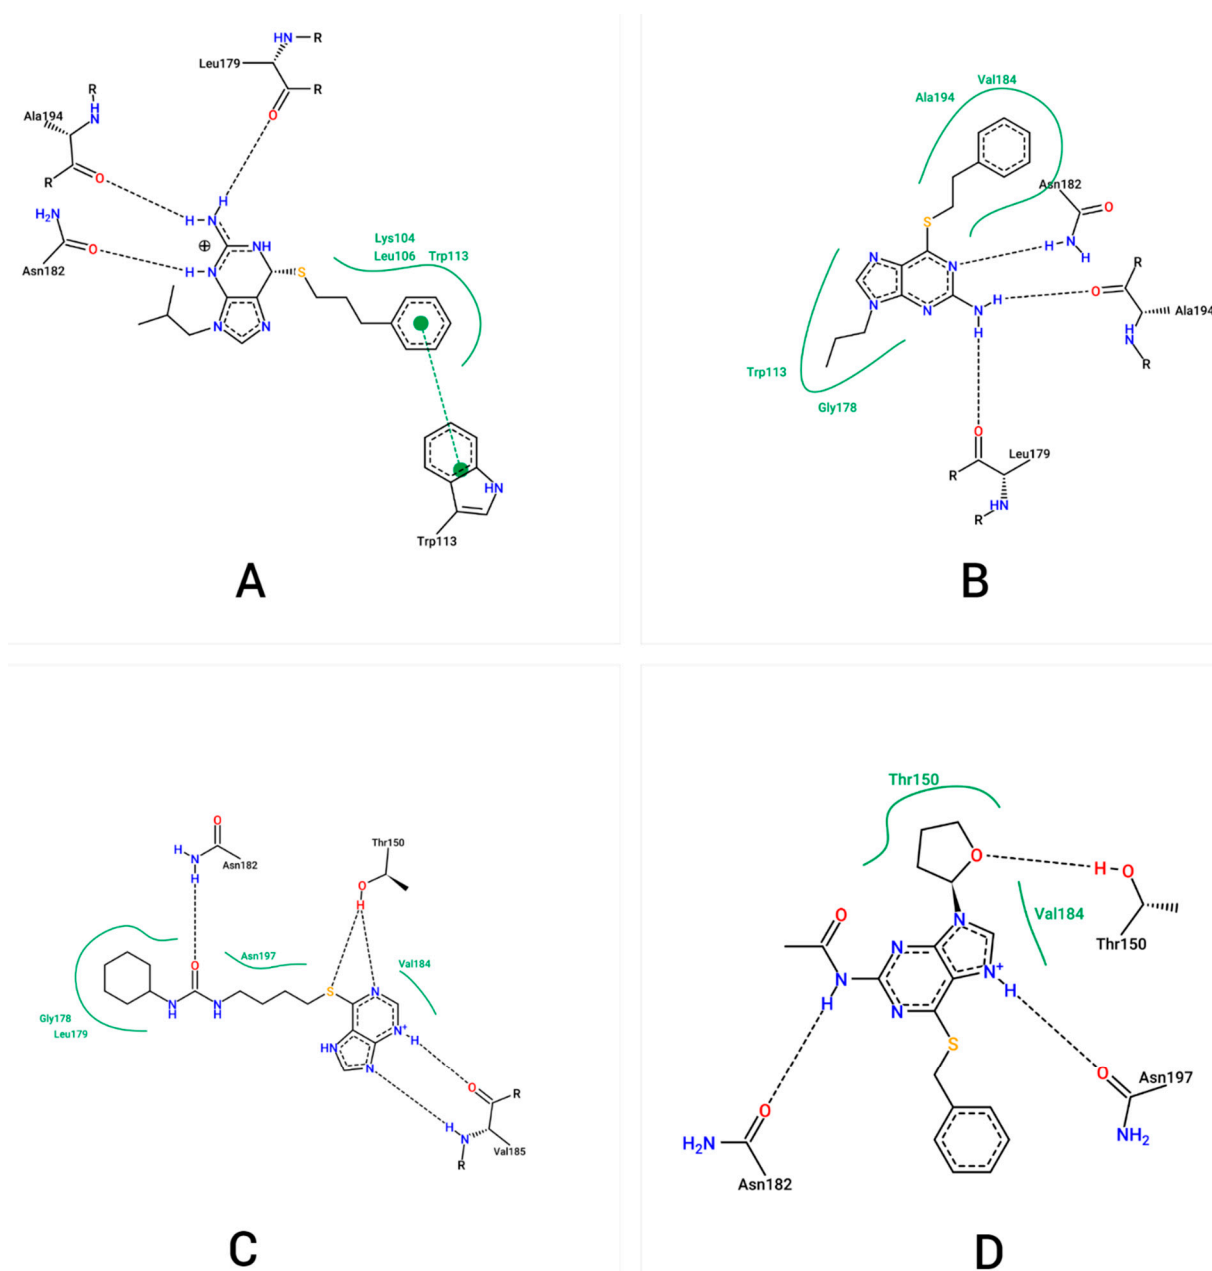 HN
R
Leu179
R
O
R
H
N
Ala194
R
O
H
H
N
H₂N
O
Asn182
⊕
NH
H
N
S
N
N
Lys104
Leu106 Trp113
HN
Trp113
A
Val184
Ala194
S
Asn182
O
H
N
H
N
N
N
N
H
N
H
R
O
Ala194
H
N
R
Trp113
Gly178
O
Leu179
R
HN
R
B
O
H
N
H
Asn182
Thr150
O
H
Asn197
Val184
O
N
H
N
H
S
N
N⁺
H
HN
N
Gly178
Leu179
O
R
H
N
R
Val185
C
Thr150
O
H
O
Val184
Thr150
O
N
N
N
H
N
N⁺
H
S
O
H₂N
Asn182
O
Asn197
NH₂
D